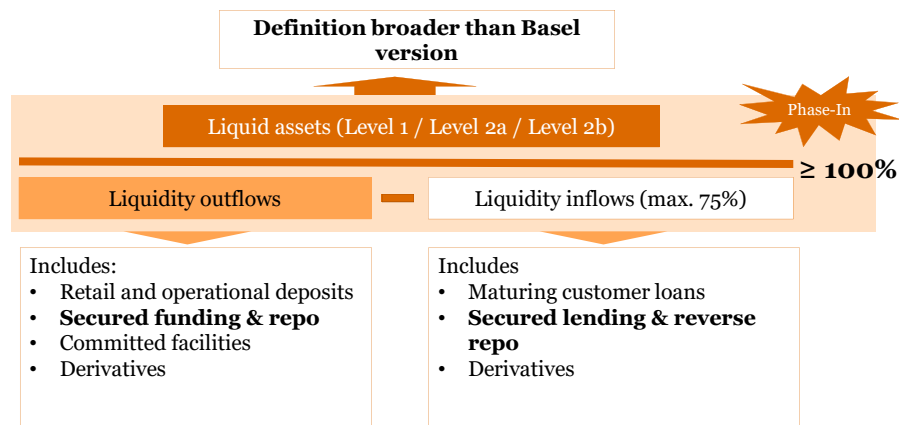 Definition broader than Basel
version
Phase-In
Liquid assets (Level 1 / Level 2a / Level 2b)
≥ 100%
Liquidity outflows
Liquidity inflows (max. 75%)
Includes:
• Retail and operational deposits
• Secured funding & repo
• Committed facilities
• Derivatives
Includes
• Maturing customer loans
• Secured lending & reverse
repo
• Derivatives